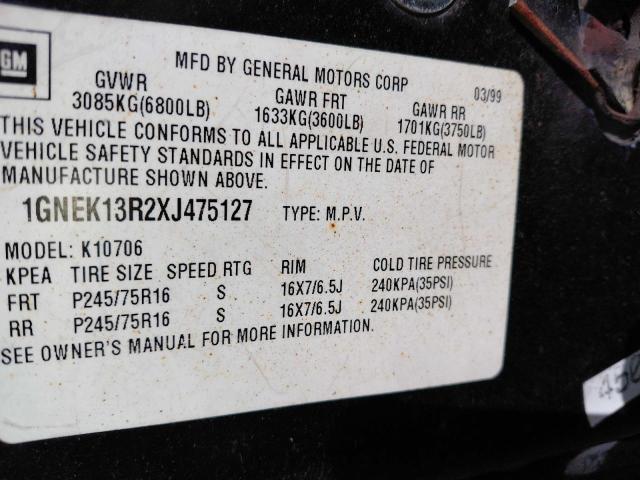 GM
MFD BY GENERAL MOTORS CORP
03/99
GVWR GAWR FRT GAWR RR
3085KG(6800LB) 1633KG(3600LB) 1701KG(3750LB)
THIS VEHICLE CONFORMS TO ALL APPLICABLE U.S. FEDERAL MOTOR
VEHICLE SAFETY STANDARDS IN EFFECT ON THE DATE OF
MANUFACTURE SHOWN ABOVE.
1GNEK13R2XJ475127 TYPE: M.P.V.
MODEL: K10706
KPEA TIRE SIZE SPEED RTG RIM COLD TIRE PRESSURE
FRT P245/75R16 S 16X7/6.5J 240KPA(35PSI)
RR P245/75R16 S 16X7/6.5J 240KPA(35PSI)
SEE OWNER'S MANUAL FOR MORE INFORMATION.